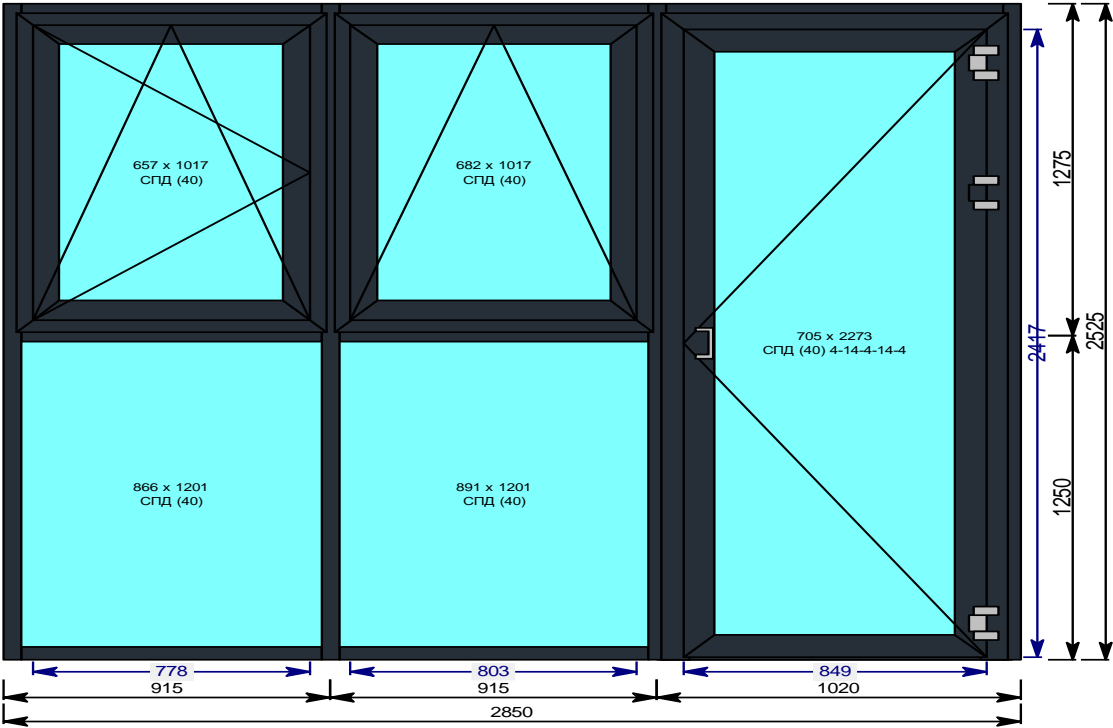 657 x 1017
СПД (40)
682 x 1017
СПД (40)
705 x 2273
СПД (40) 4-14-4-14-4
866 x 1201
СПД (40)
891 x 1201
СПД (40)
1275
2417
2525
1250
778
803
849
915
915
1020
2850